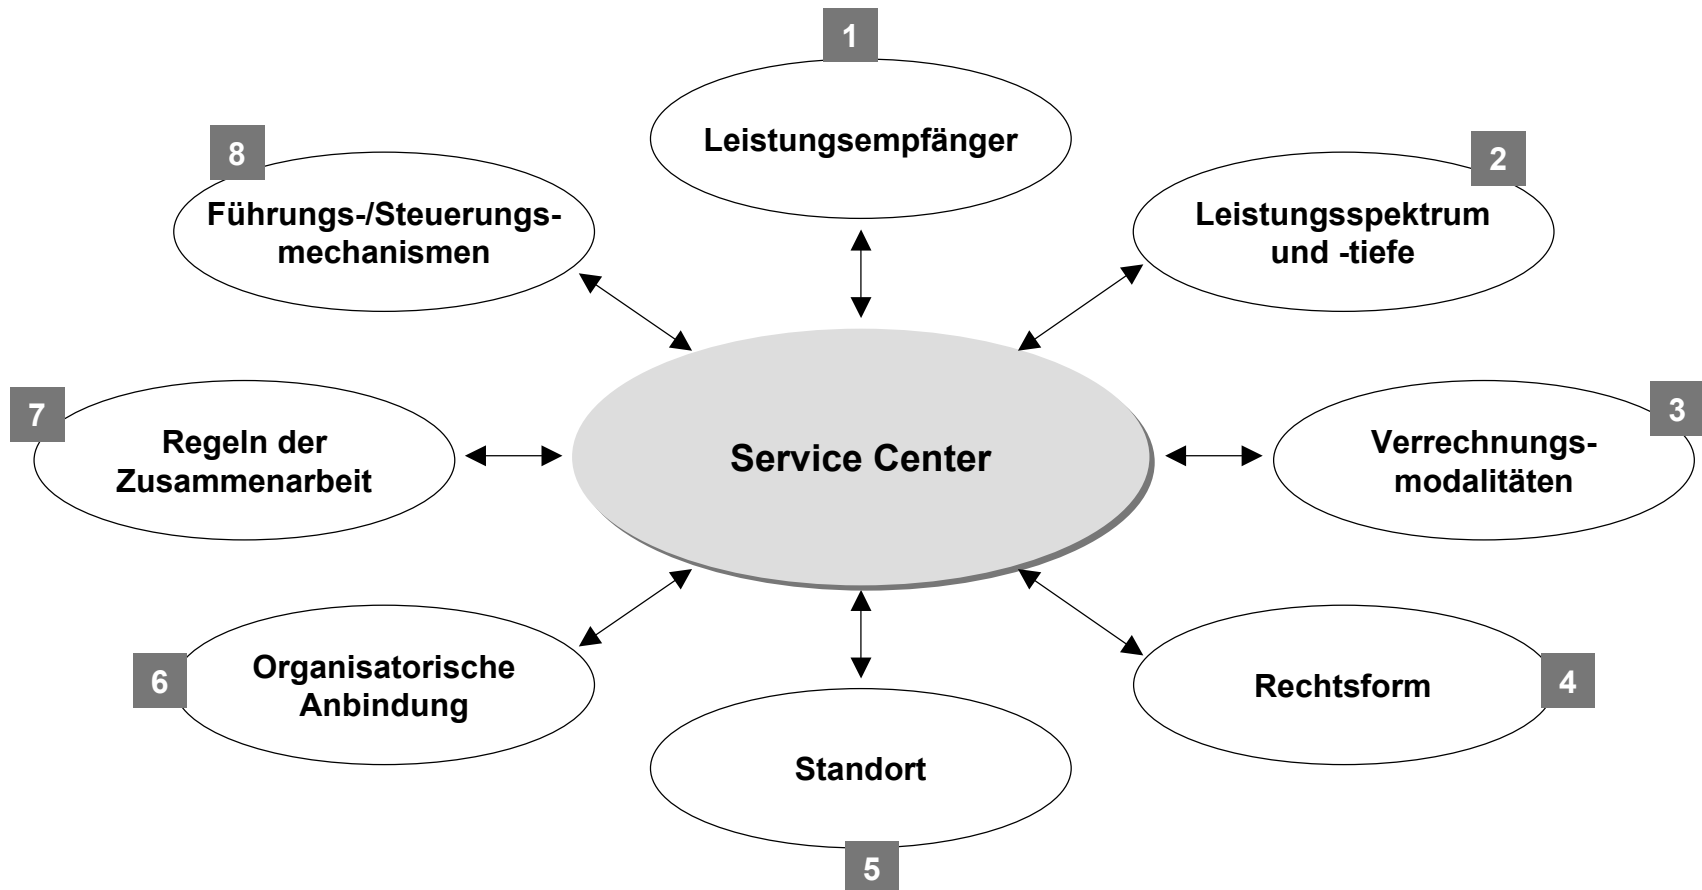 1
Leistungsempfänger
2
Leistungsspektrum
und -tiefe
3
Verrechnungs-
modalitäten
4
Rechtsform
5
Standort
6
Organisatorische
Anbindung
7
Regeln der
Zusammenarbeit
8
Führungs-/Steuerungs-
mechanismen
Service Center